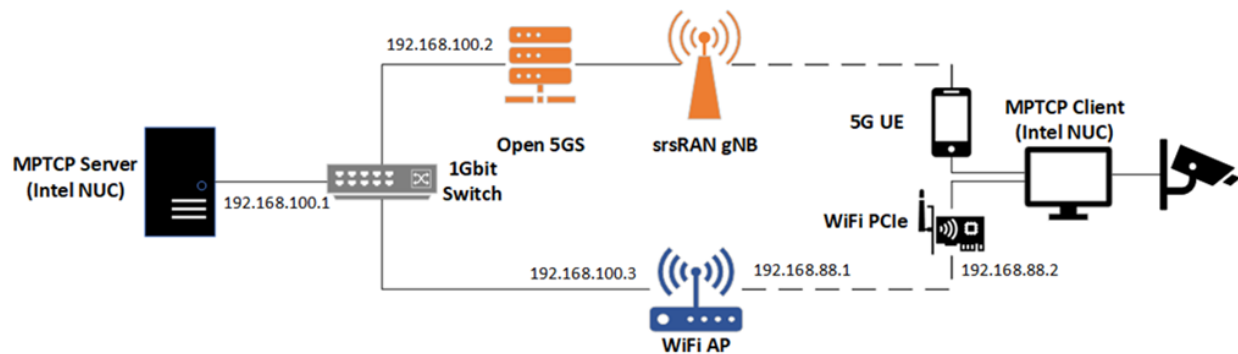 192.168.100.2
MPTCP Server
(Intel NUC)
192.168.100.1
1Gbit
Switch
Open 5GS
srsRAN gNB
5G UE
MPTCP Client
(Intel NUC)
WiFi PCIe
192.168.100.3
192.168.88.1
192.168.88.2
WiFi AP